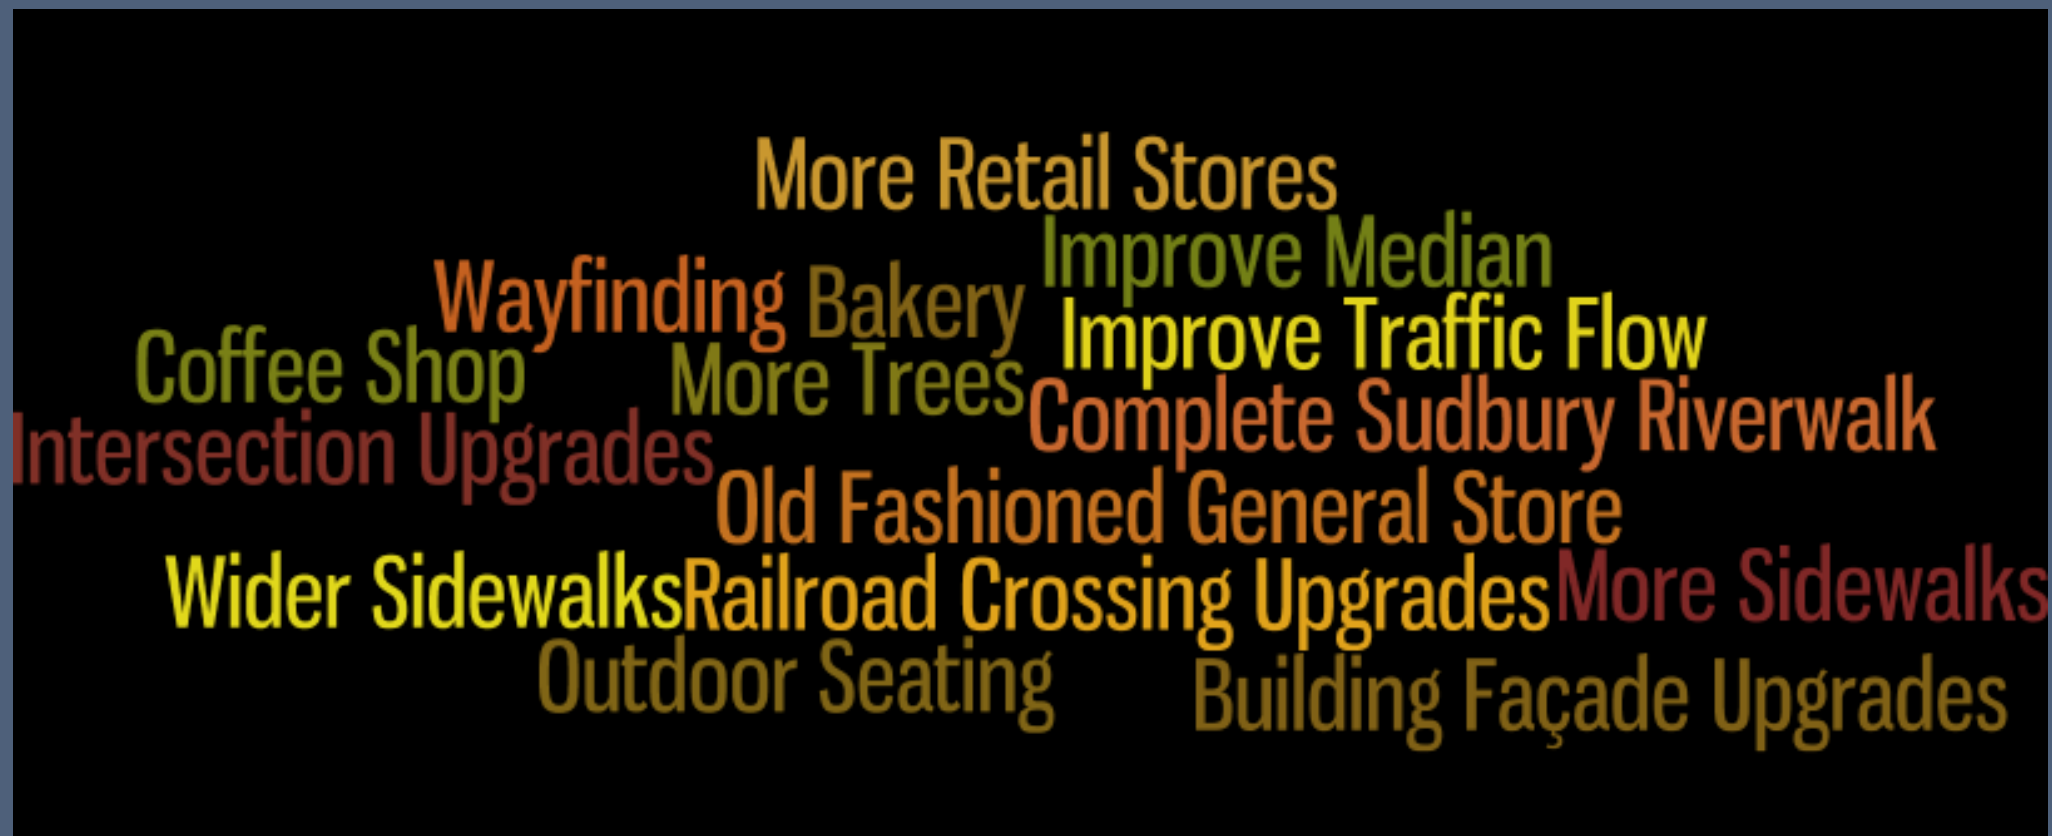 More Retail Stores
Improve Median
Wayfinding
Bakery
Improve Traffic Flow
Coffee Shop
More Trees
Complete Sudbury Riverwalk
Intersection Upgrades
Old Fashioned General Store
Wider Sidewalks
Railroad Crossing Upgrades
More Sidewalks
Outdoor Seating
Building Façade Upgrades